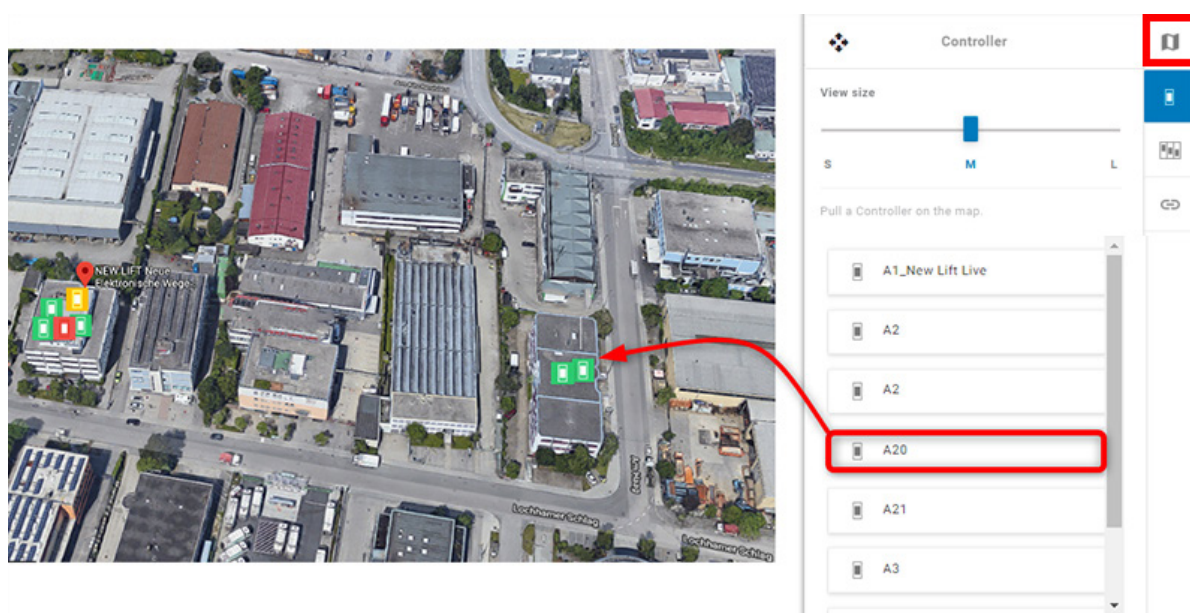 Controller
View size
S M L
Pull a Controller on the map.
A1_New Lift Live
A2
A2
A20
A21
A3
NEW LIFT Neue
Elektronische Wege
Lochhamer Schlag
Lochhamer Schlag